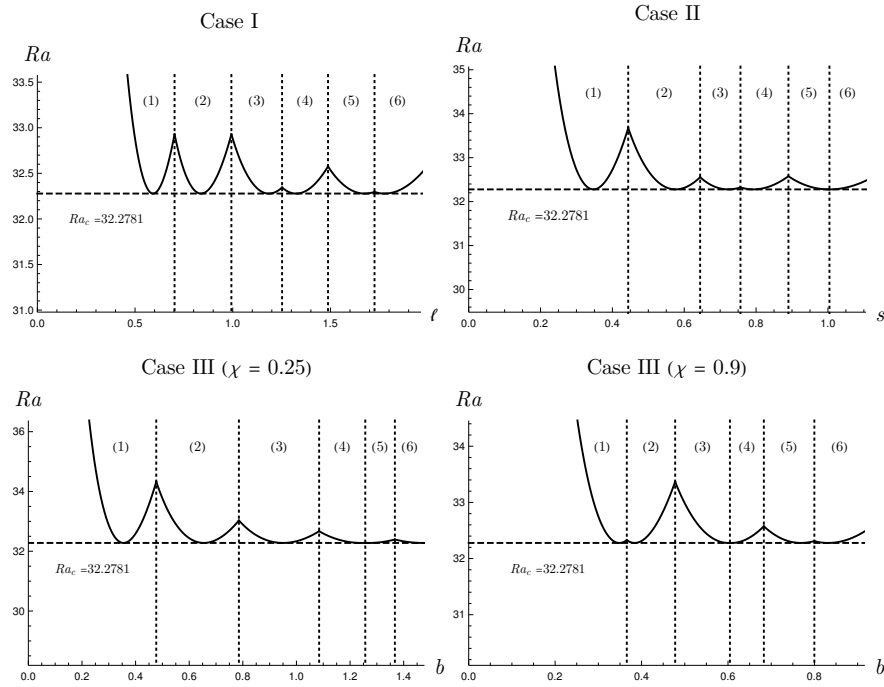 Case I
Ra
33.5
33.0
32.5
32.0
31.5
31.0
(1) (2) (3) (4) (5) (6)
Ra_c =32.2781
0.0 0.5 1.0 1.5
ℓ
Case II
Ra
35
34
33
32
31
30
(1) (2) (3) (4) (5) (6)
Ra_c =32.2781
0.0 0.2 0.4 0.6 0.8 1.0
s
Case III (χ = 0.25)
Ra
36
34
32
30
(1) (2) (3) (4) (5) (6)
Ra_c =32.2781
0.0 0.2 0.4 0.6 0.8 1.0 1.2 1.4
b
Case III (χ = 0.9)
Ra
34
33
32
31
(1) (2) (3) (4) (5) (6)
Ra_c =32.2781
0.0 0.2 0.4 0.6 0.8
b